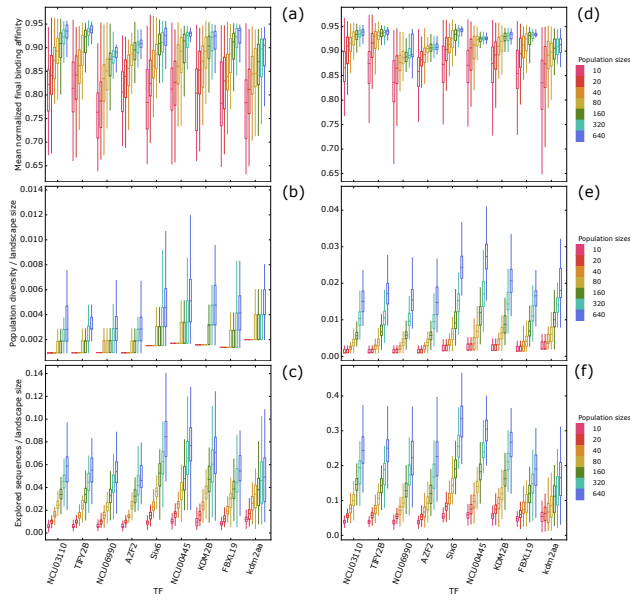 (a)
Mean normalized final binding affinity
0.95
0.90
0.85
0.80
0.75
0.70
0.65
(d)
0.95
0.90
0.85
0.80
0.75
0.70
0.65
Population sizes
10
20
40
80
160
320
640
(b)
Population diversity / landscape size
0.014
0.012
0.010
0.008
0.006
0.004
0.002
(e)
0.04
0.03
0.02
0.01
0.00
Population sizes
10
20
40
80
160
320
640
(c)
Explored sequences / landscape size
0.14
0.12
0.10
0.08
0.06
0.04
0.02
0.00
(f)
0.4
0.3
0.2
0.1
0.0
Population sizes
10
20
40
80
160
320
640
NCU03110
TIFY2B
NCU06990
AZF2
Six6
NCU00445
KDM2B
FBXL19
kdm2aa
TF
NCU03110
TIFY2B
NCU06990
AZF2
Six6
NCU00445
KDM2B
FBXL19
kdm2aa
TF